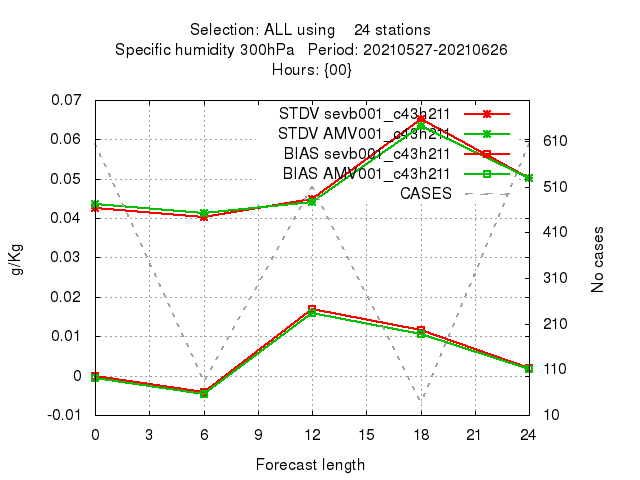 Selection: ALL using    24 stations
Specific humidity 300hPa   Period: 20210527-20210626
Hours: {00}
STDV sevb001_c43h211
STDV AMV001_c43h211
BIAS sevb001_c43h211
BIAS AMV001_c43h211
CASES
0.07
0.06
0.05
0.04
0.03
0.02
0.01
0
-0.01
g/Kg
610
510
410
310
210
110
10
No cases
0 3 6 9 12 15 18 21 24
Forecast length